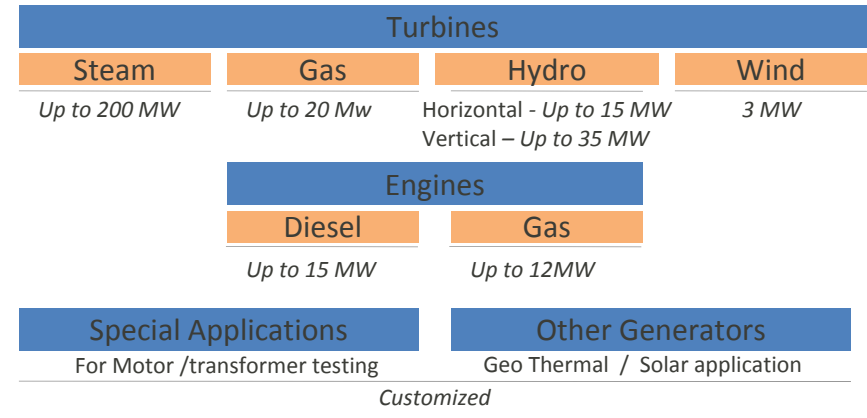 Turbines
Steam Gas Hydro Wind
Up to 200 MW Up to 20 Mw Horizontal - Up to 15 MW 3 MW
Vertical – Up to 35 MW
Engines
Diesel Gas
Up to 15 MW Up to 12MW
Special Applications Other Generators
For Motor /transformer testing Geo Thermal / Solar application
Customized